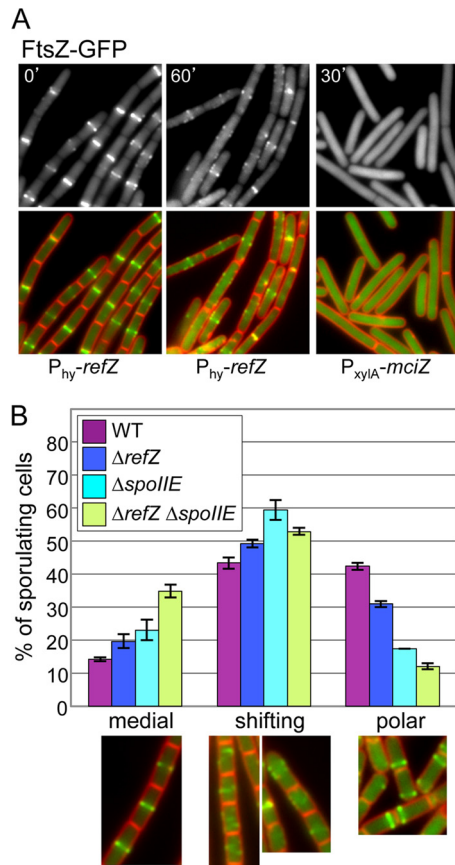 A
FtsZ-GFP
0' 60' 30'
Phy-refZ Phy-refZ PxylA-mciZ
B
WT
ΔrefZ
ΔspoIIE
ΔrefZ ΔspoIIE
% of sporulating cells
80
70
60
50
40
30
20
10
0
medial shifting polar